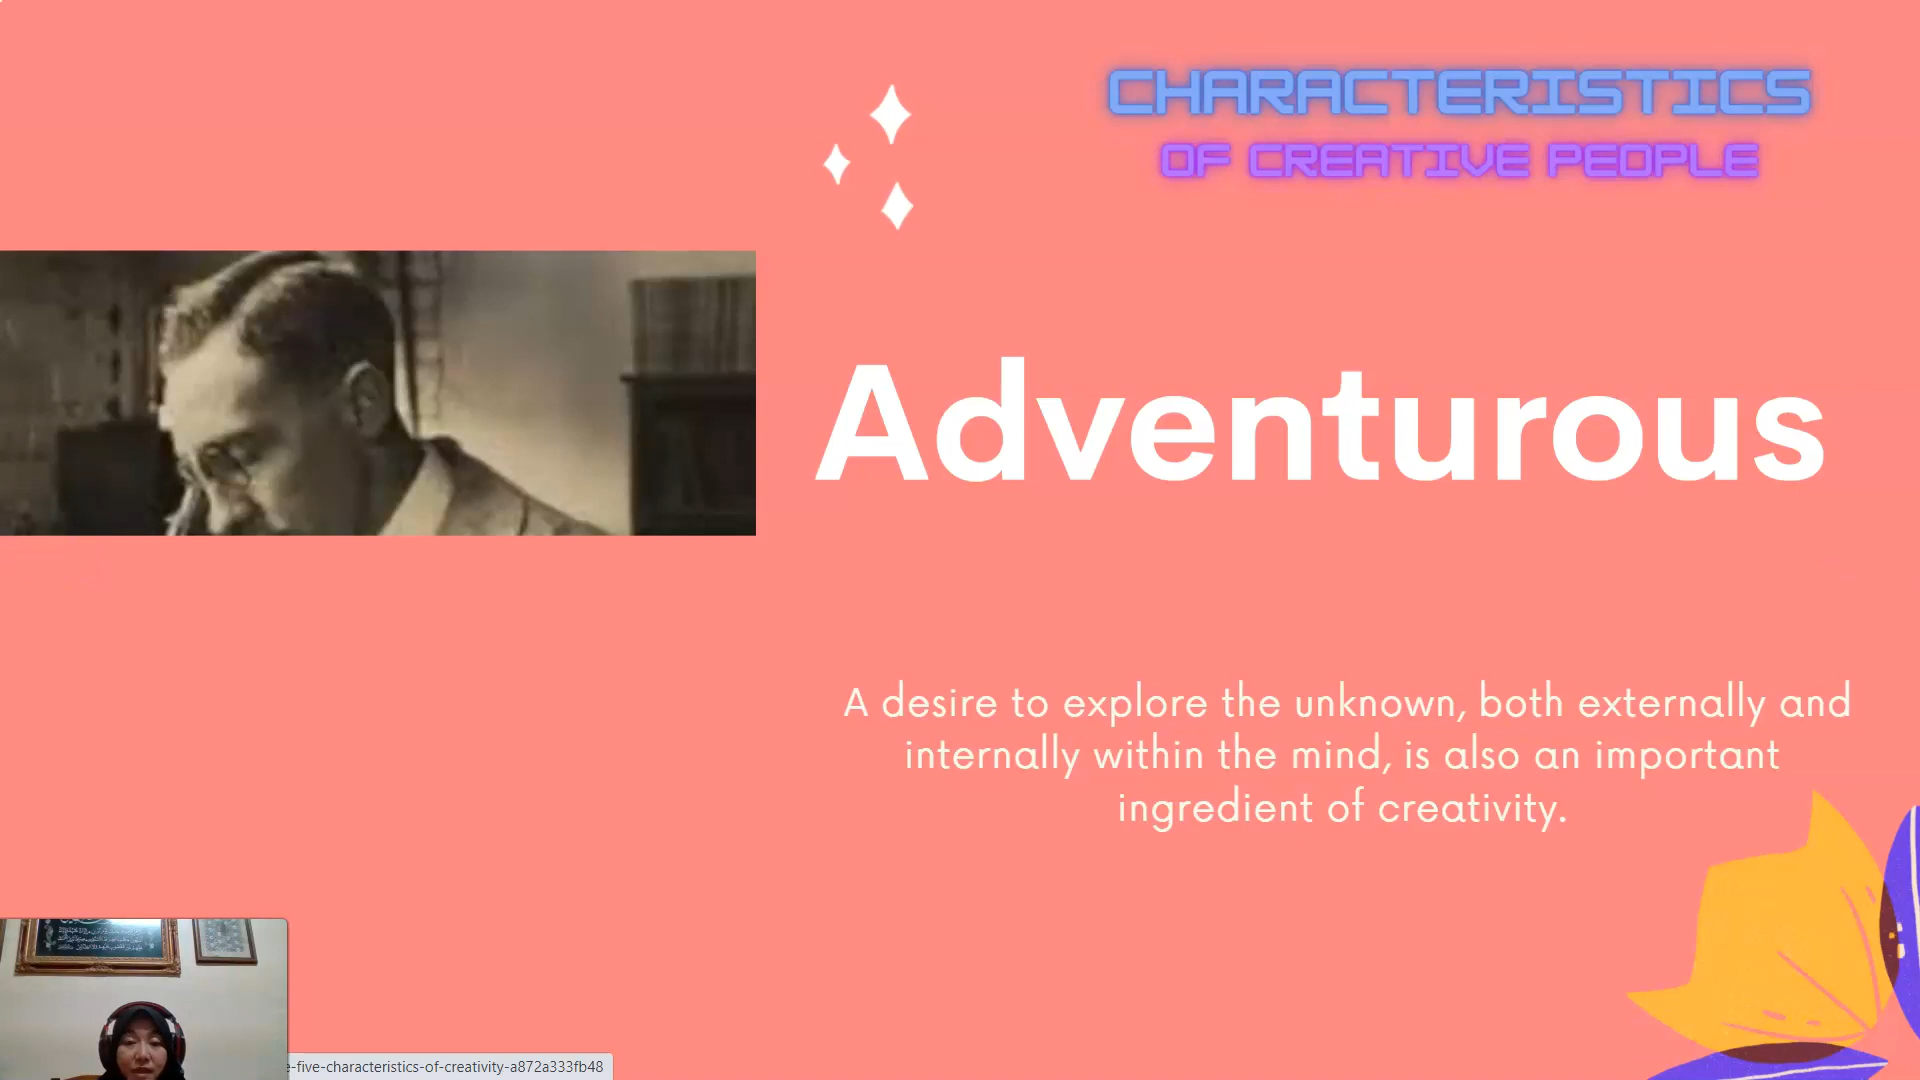 CHARACTERISTICS
OF CREATIVE PEOPLE
Adventurous
A desire to explore the unknown, both externally and
internally within the mind, is also an important
ingredient of creativity.
e-five-characteristics-of-creativity-a872a333fb48